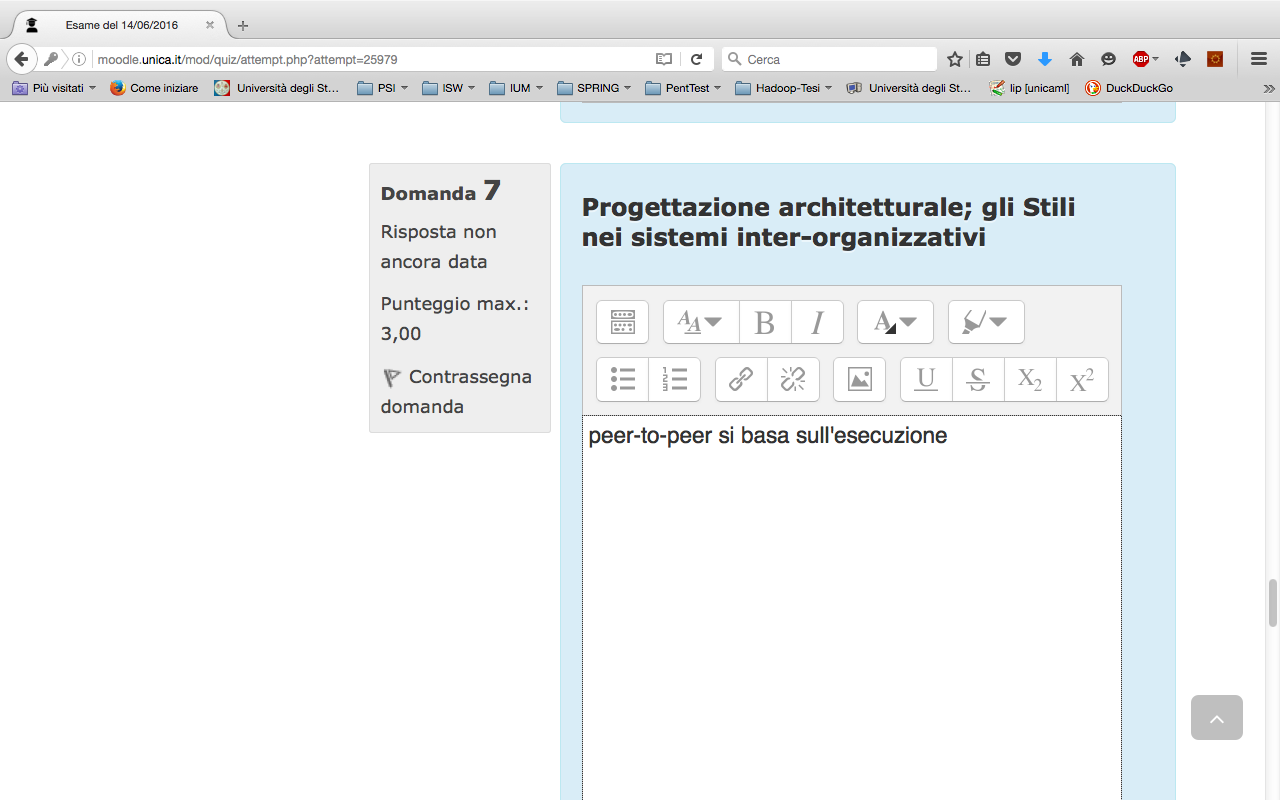 Esame del 14/06/2016
moodle.unica.it/mod/quiz/attempt.php?attempt=25979
Cerca
ABP
Più visitati
Come iniziare
Università degli St...
PSI
ISW
IUM
SPRING
PentTest
Hadoop-Tesi
Università degli St...
lip [unicaml]
DuckDuckGo
Domanda 7
Risposta non
ancora data
Punteggio max.:
3,00
Contrassegna
domanda
Progettazione architetturale; gli Stili
nei sistemi inter-organizzativi
peer-to-peer si basa sull'esecuzione